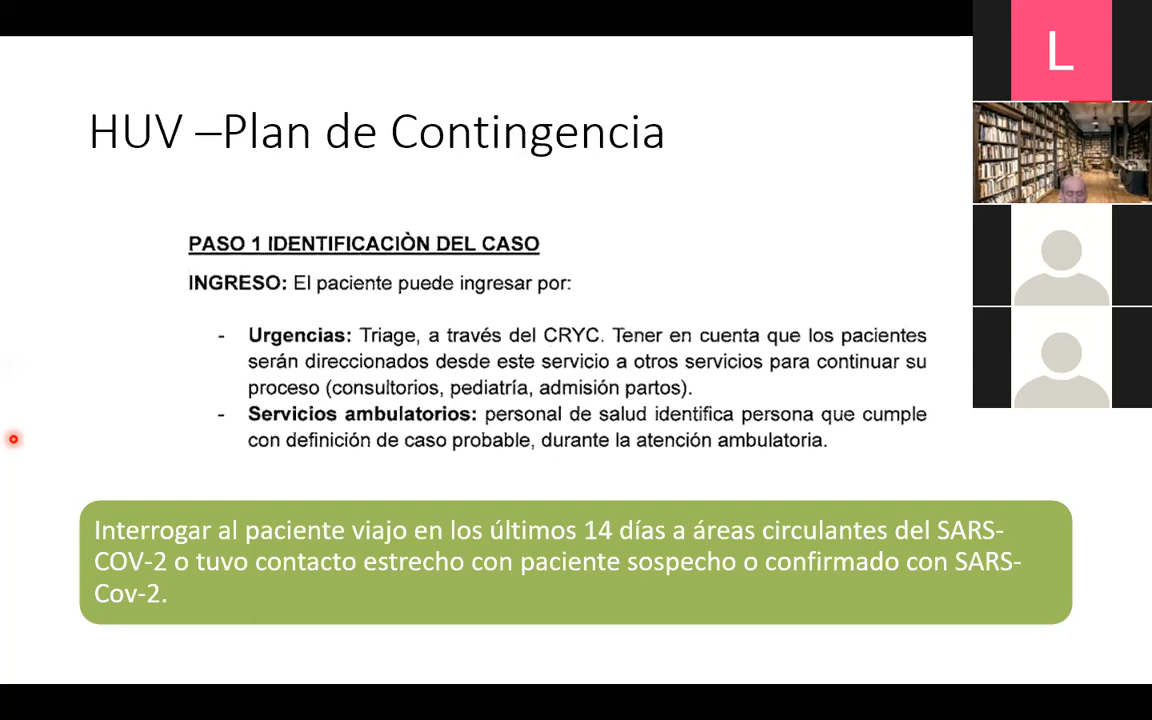 HUV –Plan de Contingencia
PASO 1 IDENTIFICACIÒN DEL CASO
INGRESO: El paciente puede ingresar por:
- Urgencias: Triage, a través del CRYC. Tener en cuenta que los pacientes
serán direccionados desde este servicio a otros servicios para continuar su
proceso (consultorios, pediatría, admisión partos).
- Servicios ambulatorios: personal de salud identifica persona que cumple
con definición de caso probable, durante la atención ambulatoria.
Interrogar al paciente viajo en los últimos 14 días a áreas circulantes del SARS-
COV-2 o tuvo contacto estrecho con paciente sospecho o confirmado con SARS-
Cov-2.
L